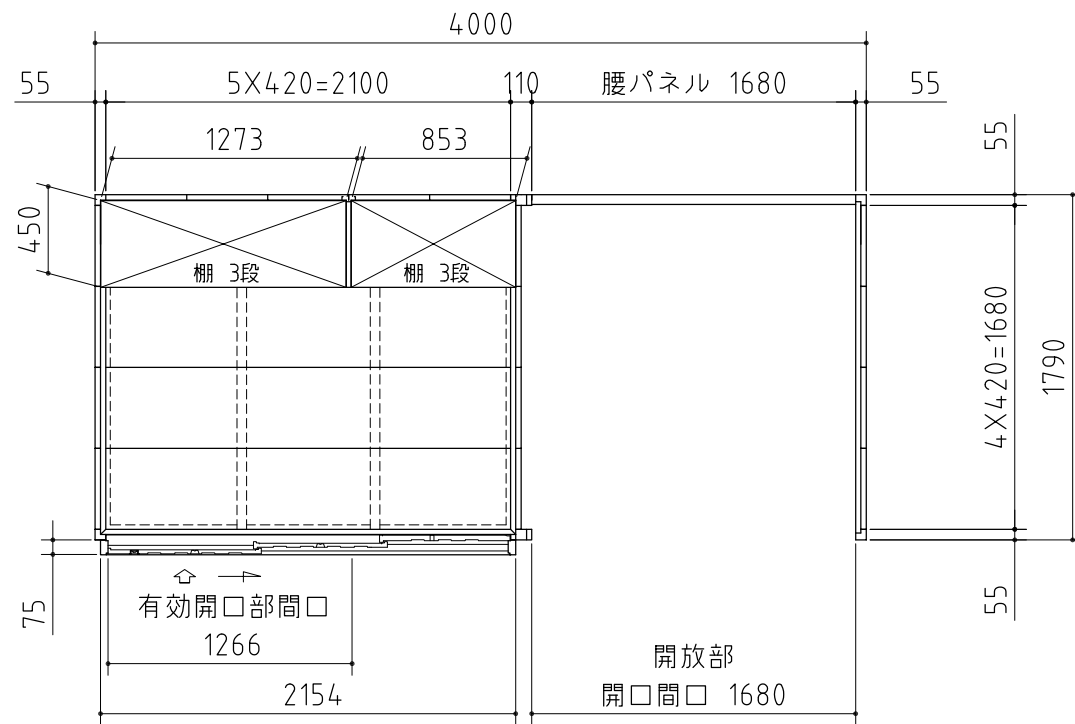 4000
55
5X420=2100
110
腰パネル 1680
55
1273
853
55
450
棚 3段
棚 3段
4X420=1680
1790
75
有効開口部間口
1266
2154
開放部
開口間口 1680
55